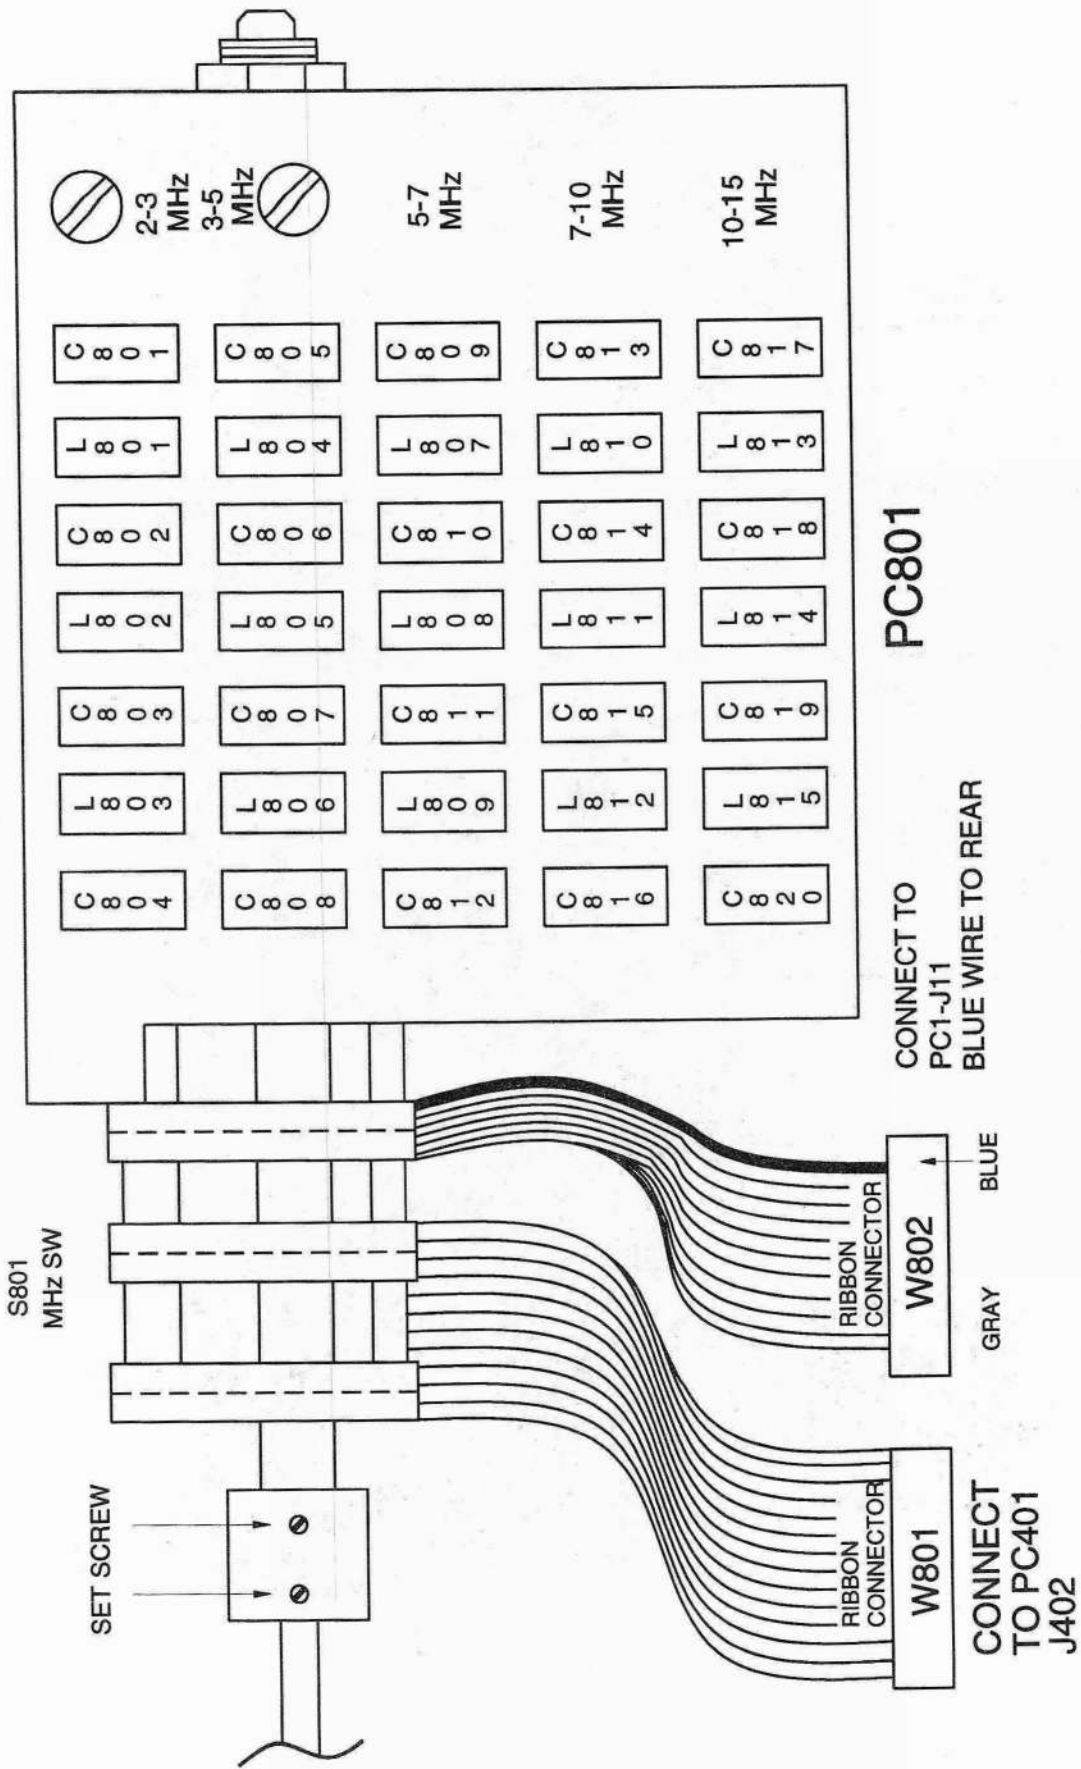 S801
MHz SW
SET SCREW
C804 L803 C803 L802 C802 L801 C801
2-3
MHz
3-5
MHz
C808 L806 C807 L805 C806 L804 C805
C812 L809 C811 L808 C810 L807 C809
5-7
MHz
C816 L812 C815 L811 C814 L810 C813
7-10
MHz
C820 L815 C819 L814 C818 L813 C817
10-15
MHz
PC801
CONNECT TO
PC1-J11
BLUE WIRE TO REAR
RIBBON
CONNECTOR
W801
CONNECT
TO PC401
J402
RIBBON
CONNECTOR
W802
GRAY
BLUE